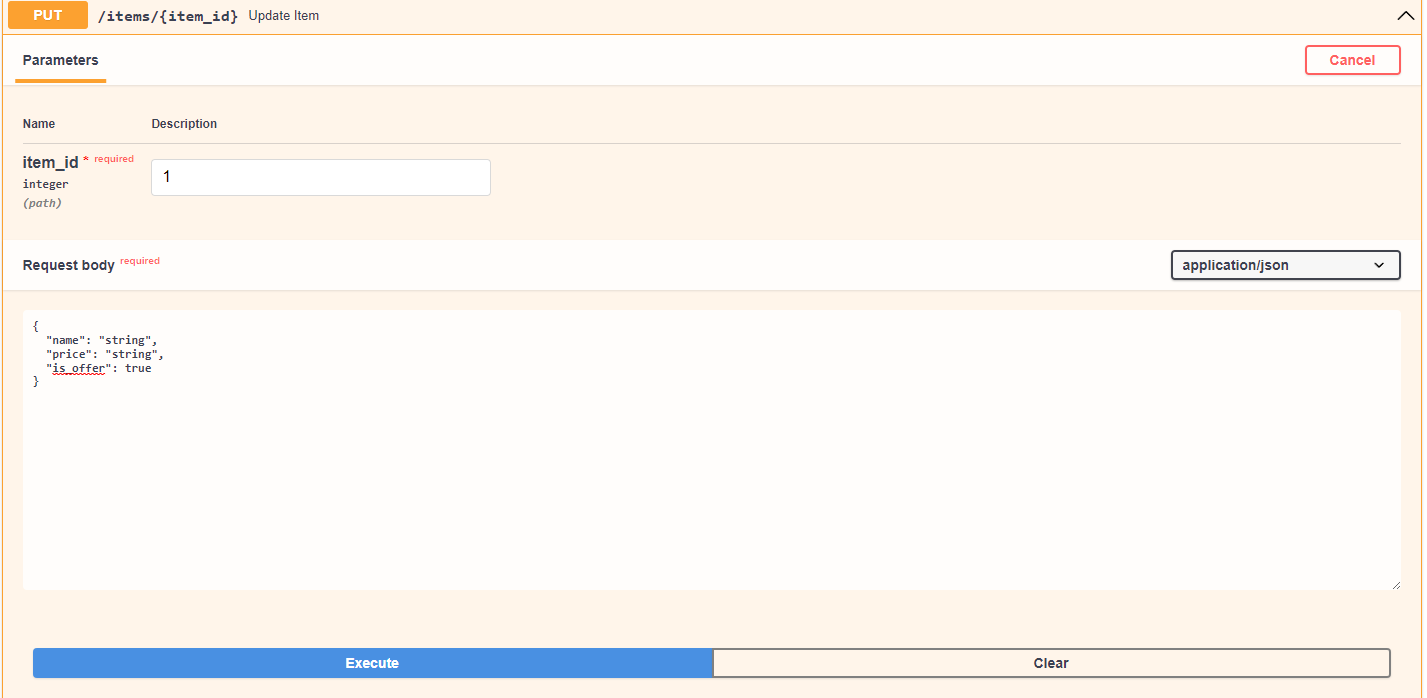 PUT /items/{item_id} Update Item
Parameters Cancel
Name Description
item_id * required 1
integer
(path)
Request body required application/json
{
  "name": "string",
  "price": "string",
  "is_offer": true
}
Execute Clear